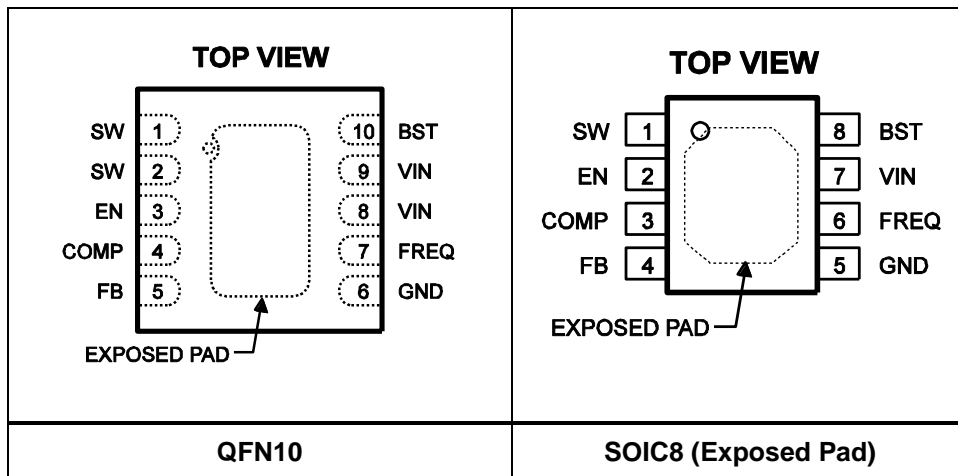 TOP VIEW
SW 1 10 BST
SW 2 9 VIN
EN 3 8 VIN
COMP 4 7 FREQ
FB 5 6 GND
EXPOSED PAD
QFN10
TOP VIEW
SW 1 8 BST
EN 2 7 VIN
COMP 3 6 FREQ
FB 4 5 GND
EXPOSED PAD
SOIC8 (Exposed Pad)